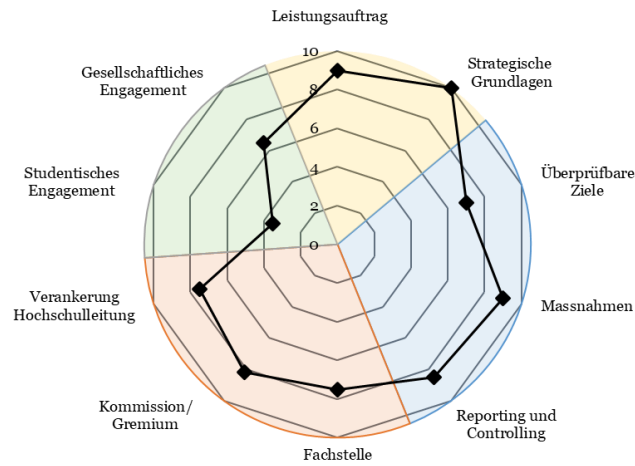 Leistungsauftrag
Strategische
Grundlagen
Überprüfbare
Ziele
Massnahmen
Reporting und
Controlling
Fachstelle
Kommission/
Gremium
Verankerung
Hochschulleitung
Studentisches
Engagement
Gesellschaftliches
Engagement
10
8
6
4
2
0